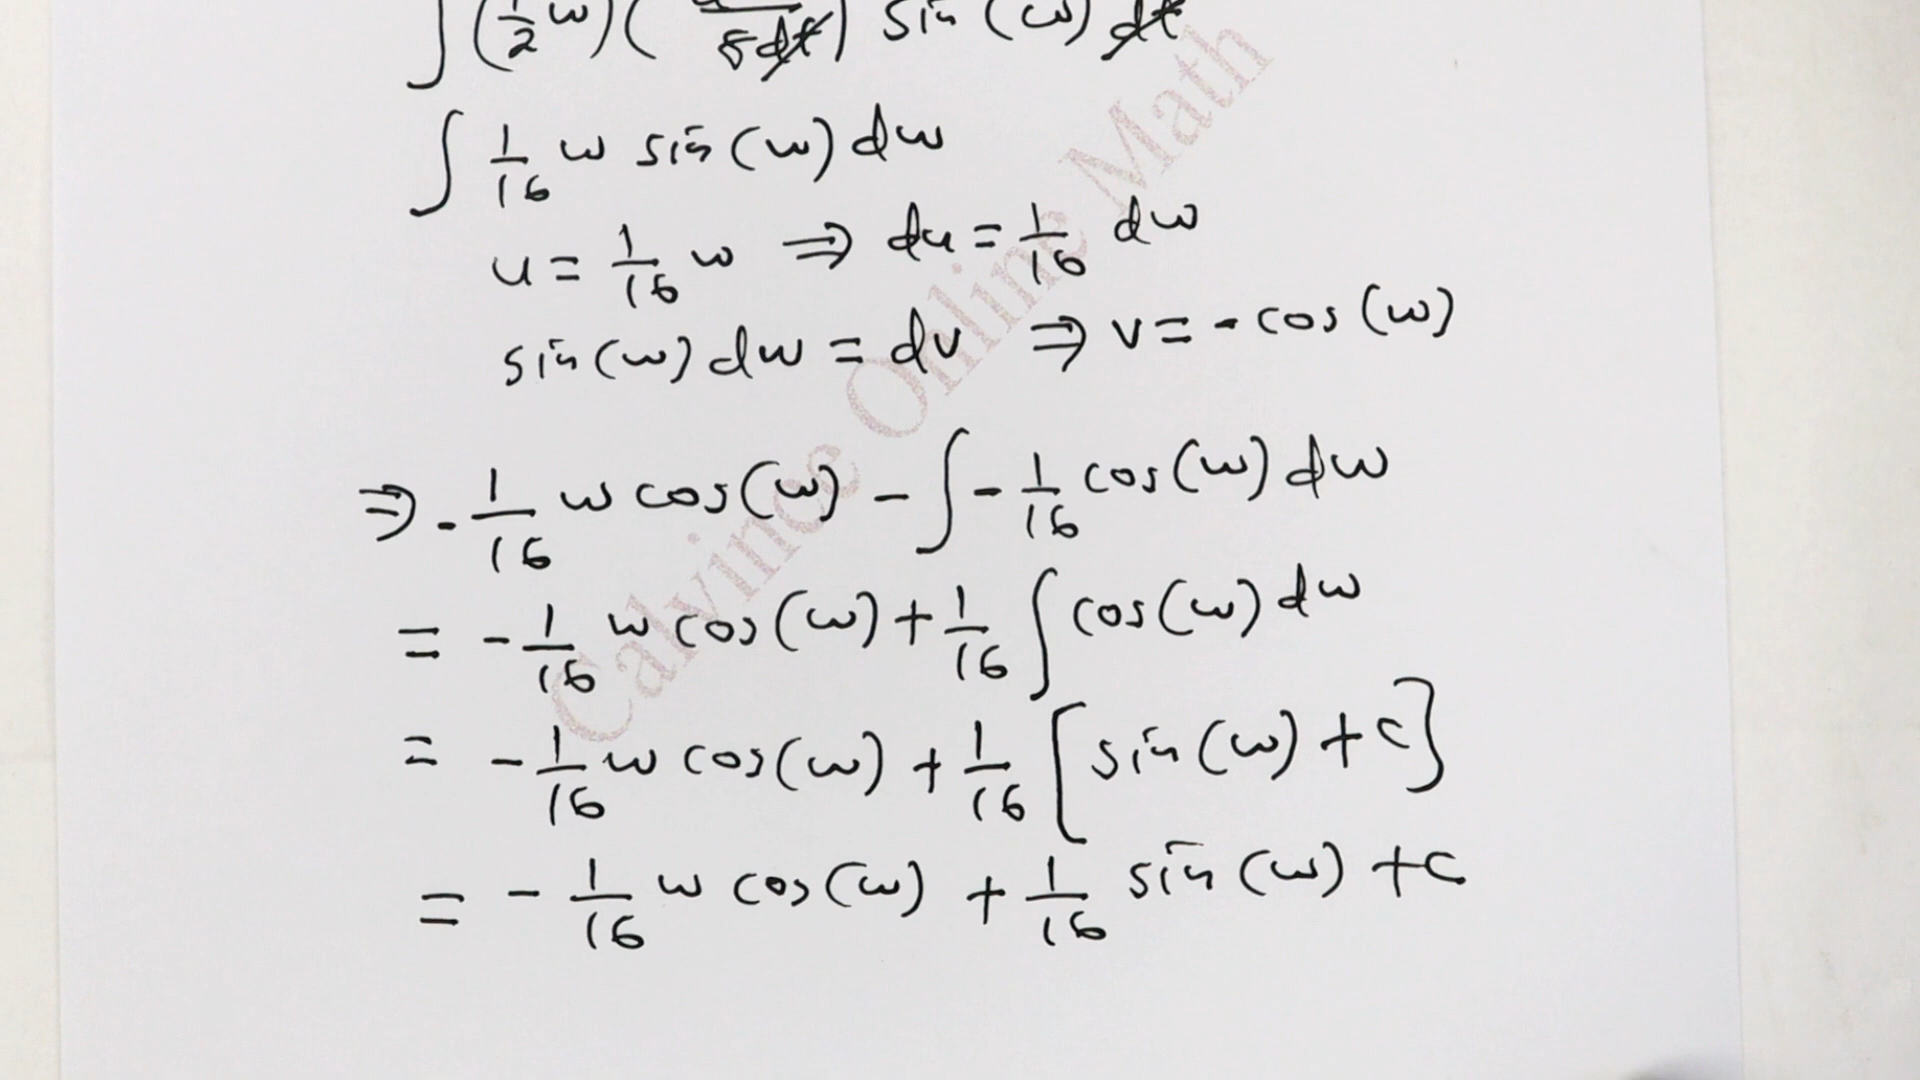 ∫(1/2 w)( /8dt) sin(w) dt
∫ 1/16 w sin(w) dw
u = 1/16 w ⇒ du = 1/16 dw
sin(w) dw = dv ⇒ v = - cos(w)
⇒ - 1/16 w cos(w) - ∫ - 1/16 cos(w) dw
= - 1/16 w cos(w) + 1/16 ∫ cos(w) dw
= - 1/16 w cos(w) + 1/16 [sin(w) + c]
= - 1/16 w cos(w) + 1/16 sin(w) + c
Calvince Online Math